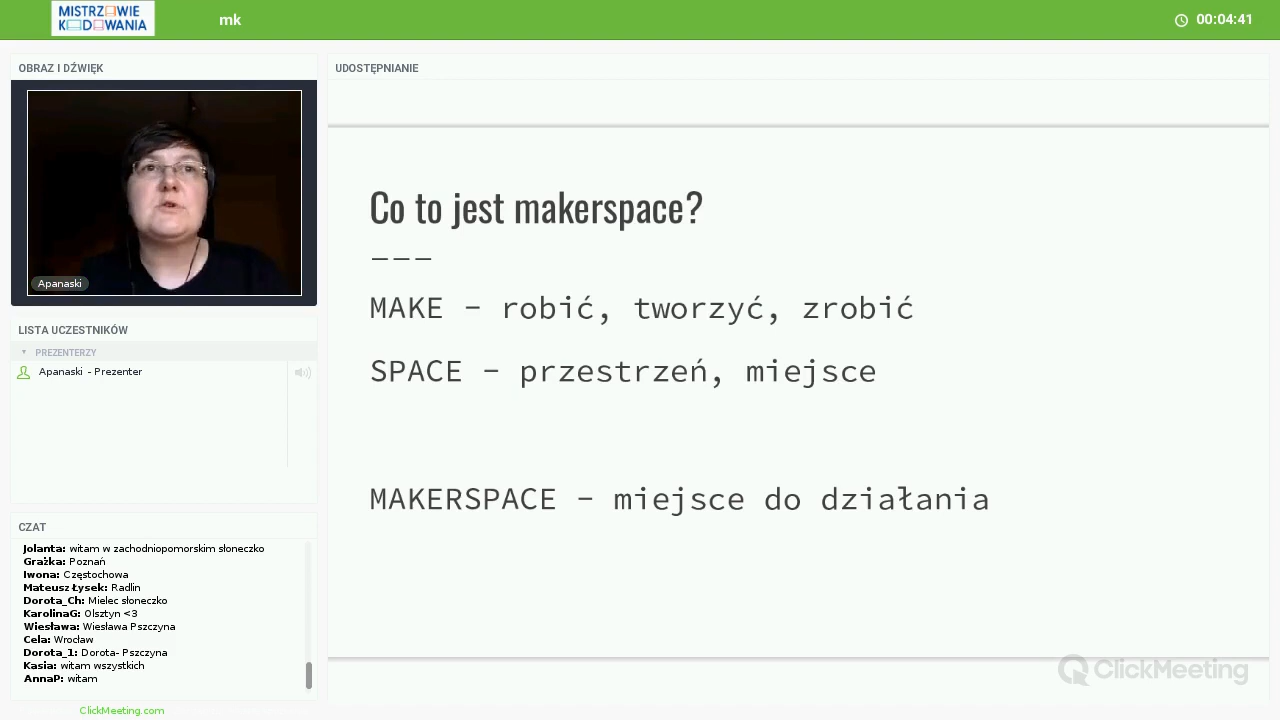 MISTRZOWIE
KODOWANIA
mk
00:04:41
OBRAZ I DŹWIĘK
Apanaski
LISTA UCZESTNIKÓW
PREZENTERZY
Apanaski - Prezenter
CZAT
Jolanta: witam w zachodniopomorskim słoneczko
Grażka: Poznań
Iwona: Częstochowa
Mateusz Łysek: Radlin
Dorota_Ch: Mielec słoneczko
KarolinaG: Olsztyn <3
Wiesława: Wiesława Pszczyna
Cela: Wrocław
Dorota_1: Dorota- Pszczyna
Kasia: witam wszystkich
AnnaP: witam
ClickMeeting.com
UDOSTĘPNIANIE
Co to jest makerspace?
———
MAKE - robić, tworzyć, zrobić
SPACE - przestrzeń, miejsce
MAKERSPACE - miejsce do działania
ClickMeeting